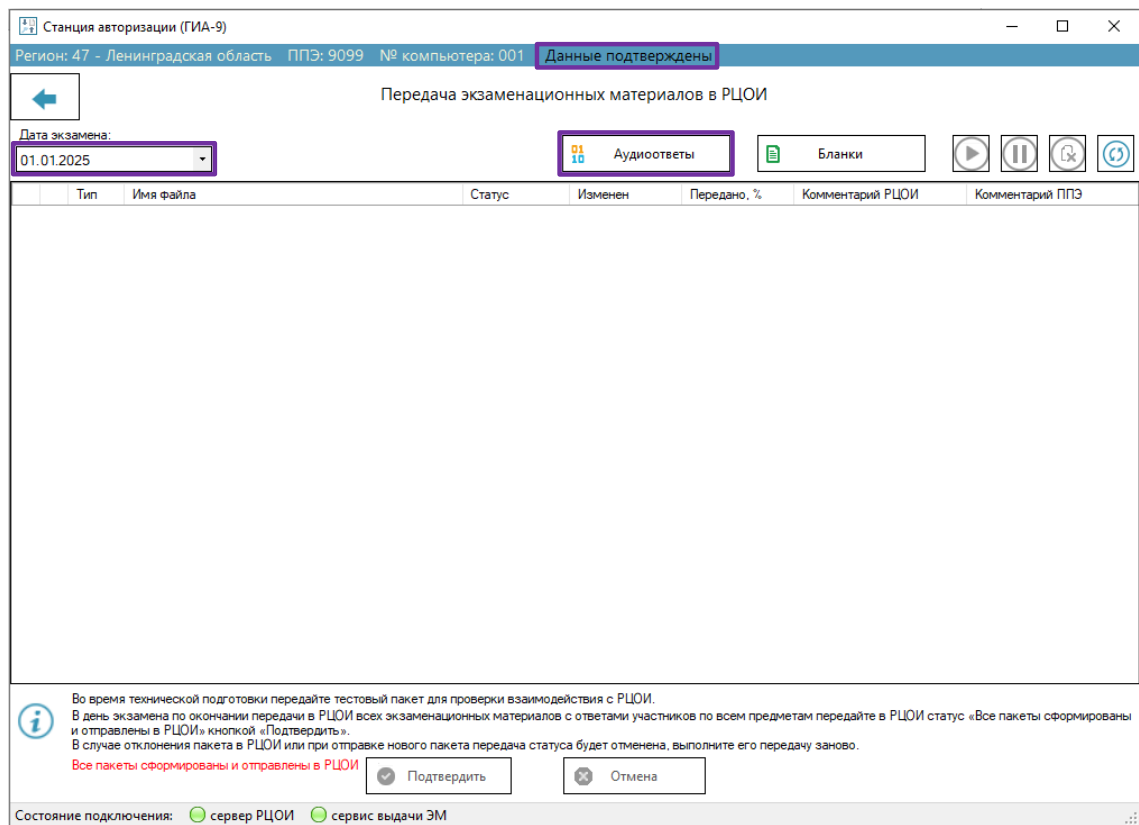 Станция авторизации (ГИА-9)
Регион: 47 - Ленинградская область ППЭ: 9099 № компьютера: 001 Данные подтверждены
Передача экзаменационных материалов в РЦОИ
Дата экзамена:
01.01.2025 Аудиоответы Бланки
Тип Имя файла Статус Изменен Передано, % Комментарий РЦОИ Комментарий ППЭ
Во время технической подготовки передайте тестовый пакет для проверки взаимодействия с РЦОИ.
В день экзамена по окончании передачи в РЦОИ всех экзаменационных материалов с ответами участников по всем предметам передайте в РЦОИ статус «Все пакеты сформированы
и отправлены в РЦОИ» кнопкой «Подтвердить».
В случае отклонения пакета в РЦОИ или при отправке нового пакета передача статуса будет отменена, выполните его передачу заново.
Все пакеты сформированы и отправлены в РЦОИ Подтвердить Отмена
Состояние подключения: сервер РЦОИ сервис выдачи ЭМ